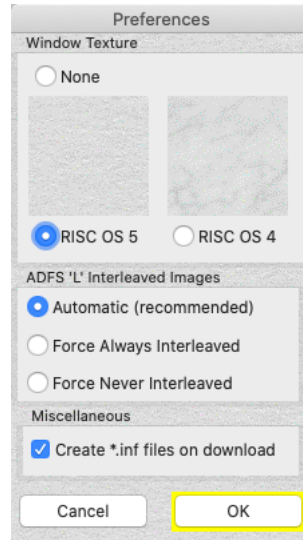 Preferences
Window Texture
None
RISC OS 5 RISC OS 4
ADFS 'L' Interleaved Images
Automatic (recommended)
Force Always Interleaved
Force Never Interleaved
Miscellaneous
Create *.inf files on download
Cancel OK